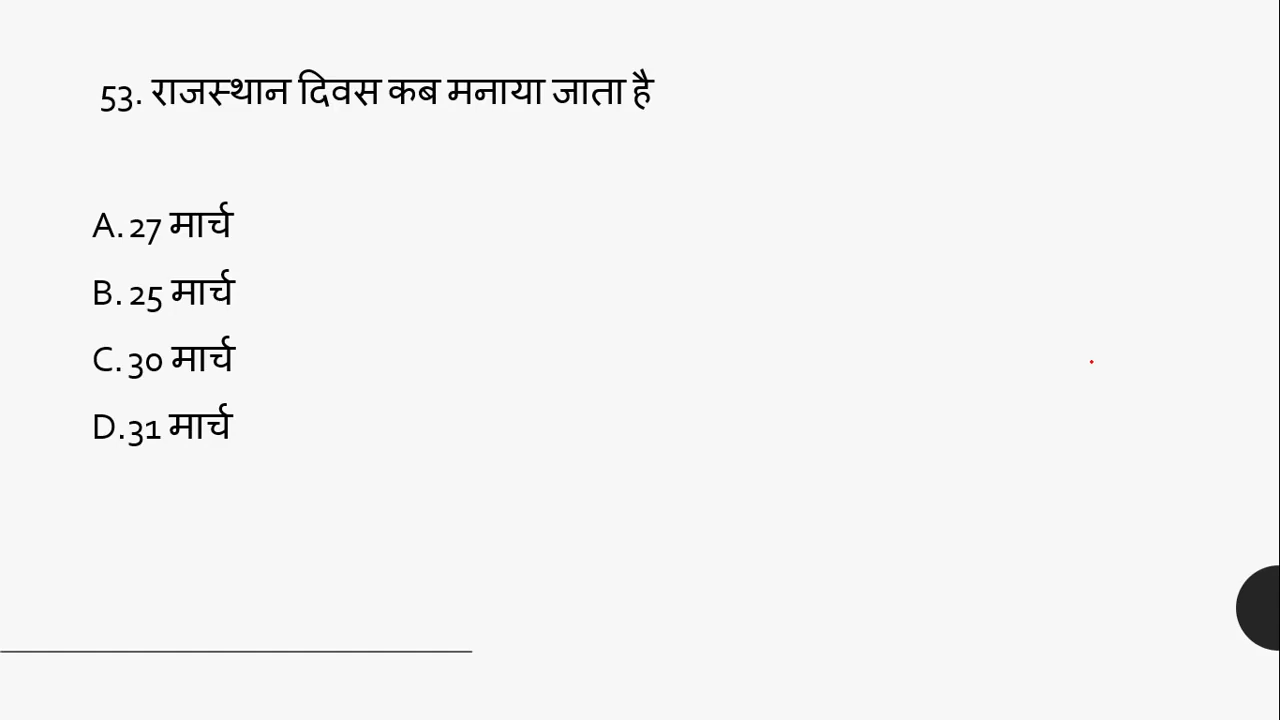 53. राजस्थान दिवस कब मनाया जाता है
A. 27 मार्च
B. 25 मार्च
C. 30 मार्च
D.31 मार्च